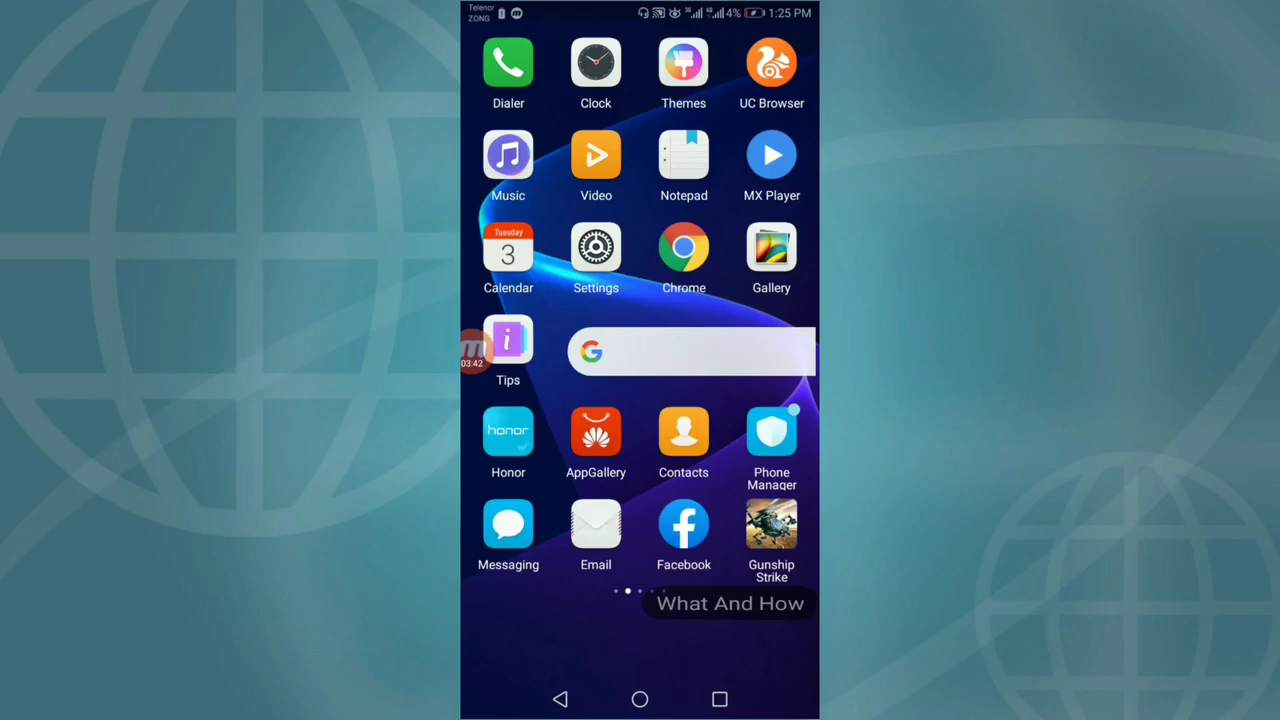 Telenor
ZONG
3G
4G
4%
1:25 PM
Dialer
Clock
Themes
UC Browser
Music
Video
Notepad
MX Player
Tuesday
3
Calendar
Settings
Chrome
Gallery
03:42
i
Tips
G
honor
Honor
AppGallery
Contacts
Phone
Manager
Messaging
Email
Facebook
Gunship
Strike
What And How